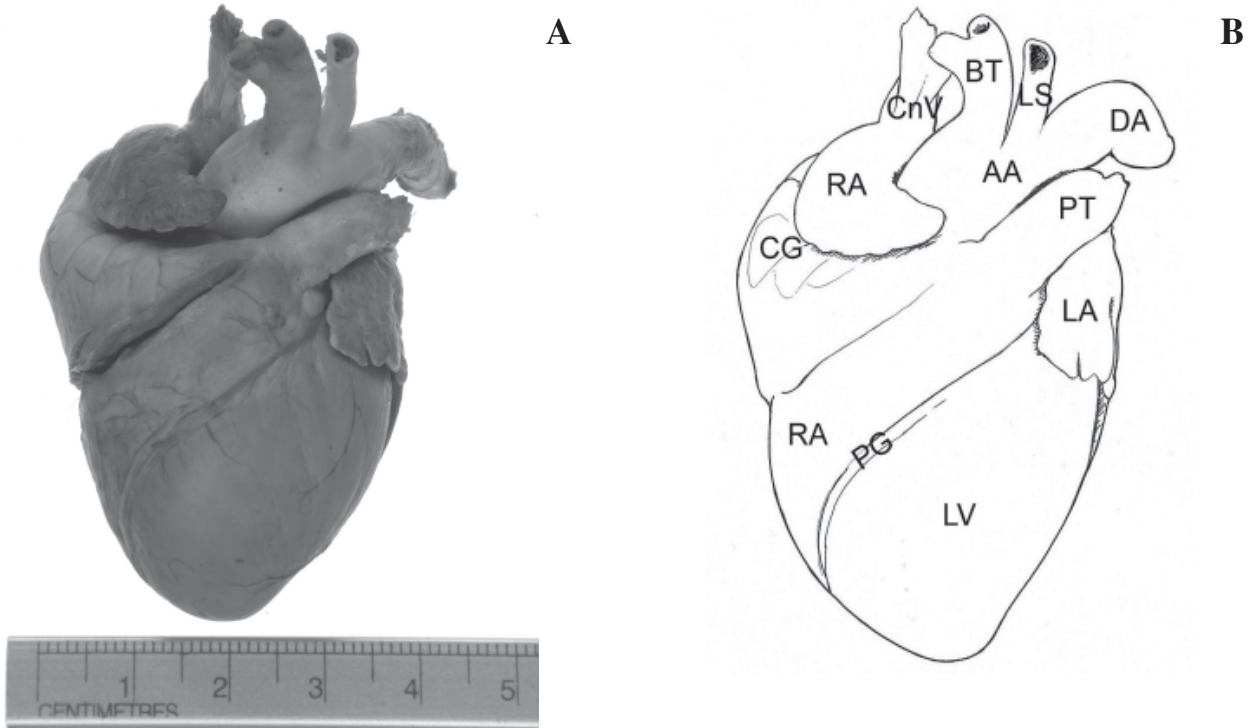 A
1 2 3 4 5
CENTIMETRES
B
BT
CnV
LS
DA
RA
AA
PT
CG
LA
RA
PG
LV